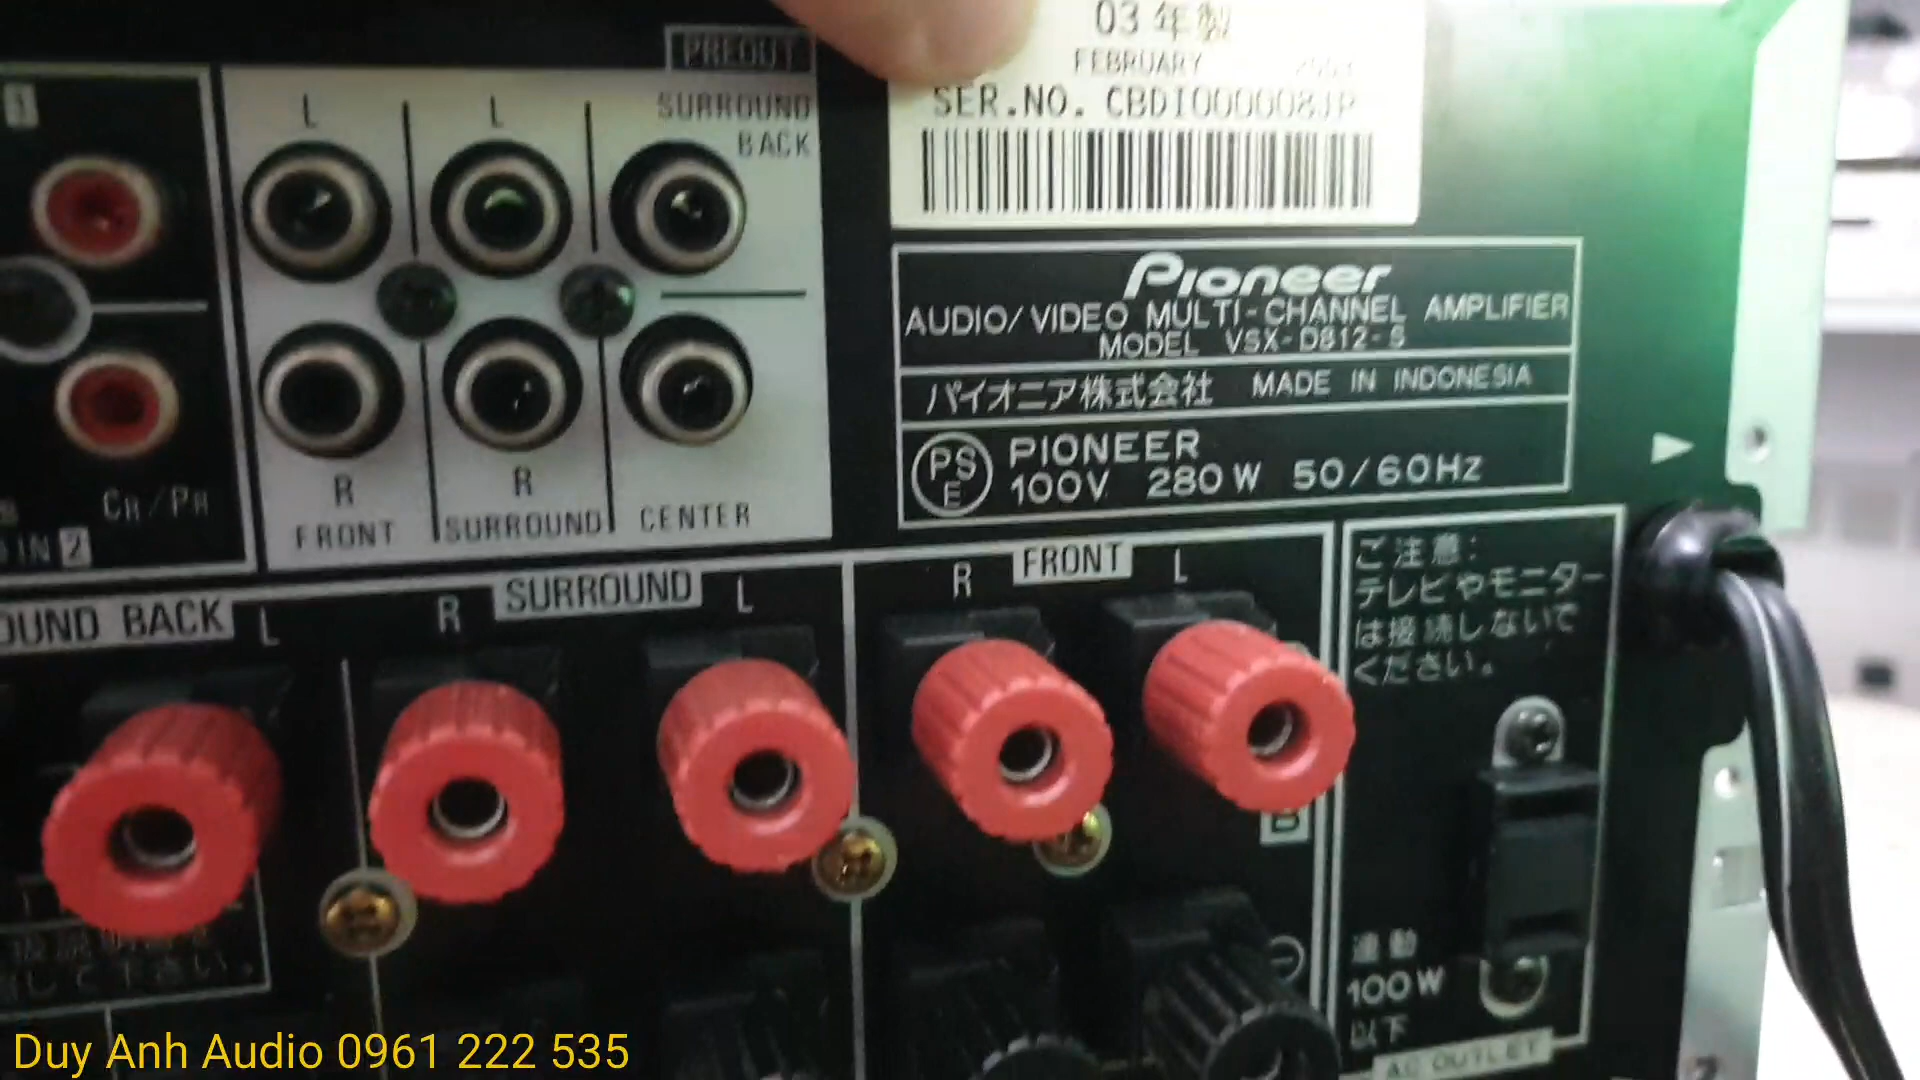 PREOUT
03 年製
FEBRUARY 2003
SER.NO. CBDI000008JP
1
L
L
SURROUND
BACK
Pioneer
AUDIO/VIDEO MULTI-CHANNEL AMPLIFIER
MODEL VSX-D812-S
パイオニア株式会社 MADE IN INDONESIA
PSE
PIONEER
100V 280W 50/60Hz
CR/PR
IN 2
R
R
FRONT
SURROUND
CENTER
BACK L
R SURROUND L
R FRONT L
ご注意:
テレビやモニター
は接続しないで
ください。
B
連動
100W
以下
AC OUTLET
Duy Anh Audio 0961 222 535